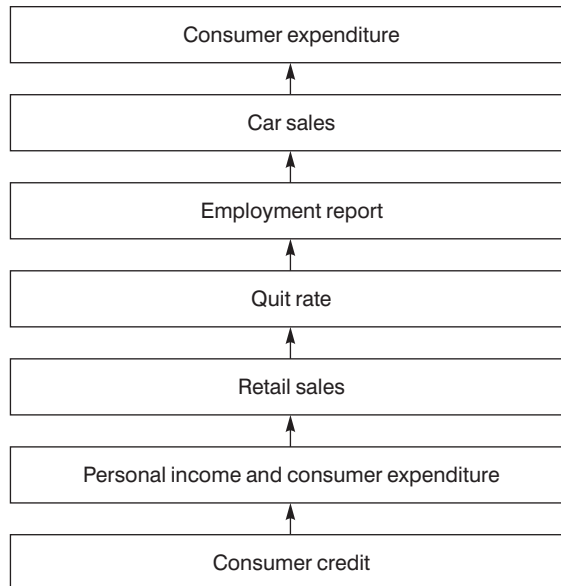 Consumer expenditure
Car sales
Employment report
Quit rate
Retail sales
Personal income and consumer expenditure
Consumer credit